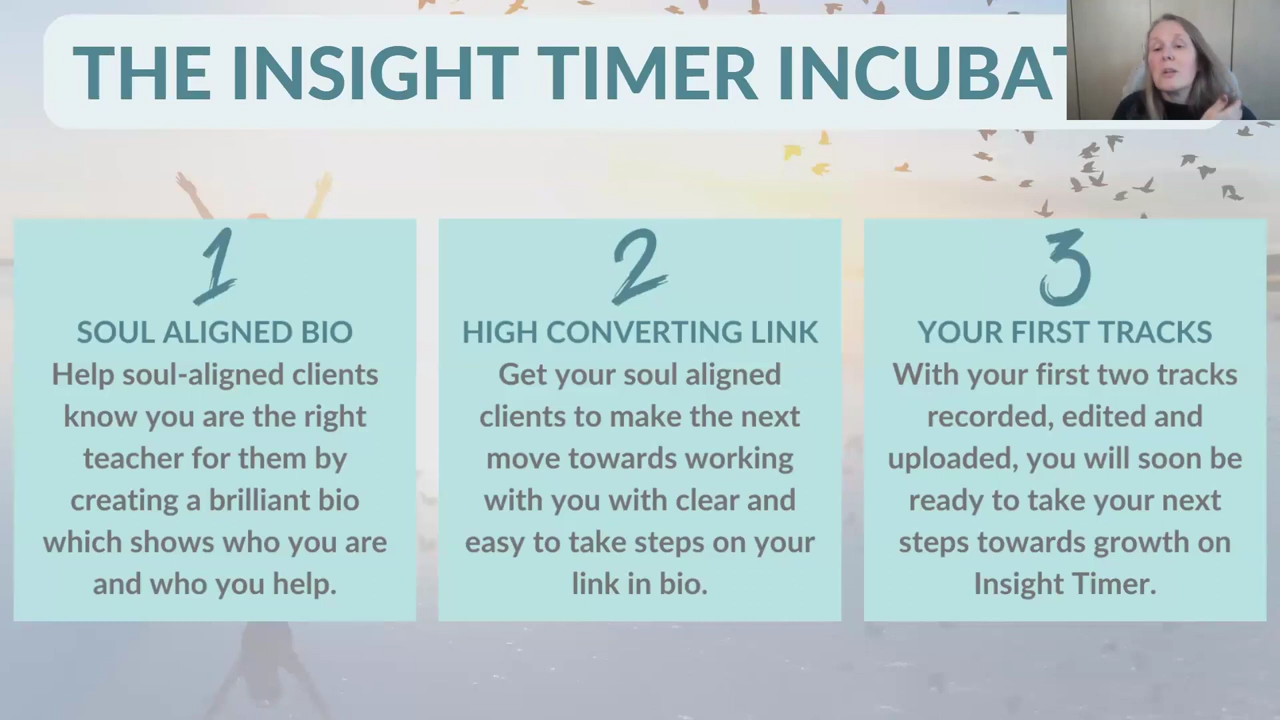 THE INSIGHT TIMER INCUBAT
1
SOUL ALIGNED BIO
Help soul-aligned clients
know you are the right
teacher for them by
creating a brilliant bio
which shows who you are
and who you help.
2
HIGH CONVERTING LINK
Get your soul aligned
clients to make the next
move towards working
with you with clear and
easy to take steps on your
link in bio.
3
YOUR FIRST TRACKS
With your first two tracks
recorded, edited and
uploaded, you will soon be
ready to take your next
steps towards growth on
Insight Timer.